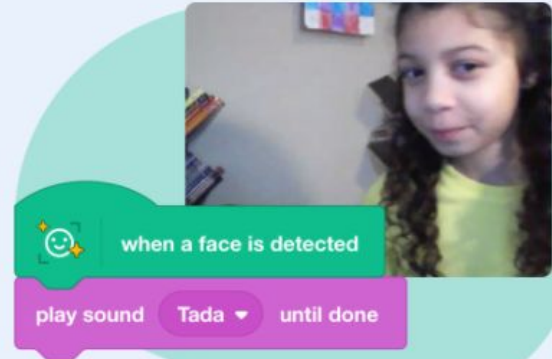 when a face is detected
play sound Tada until done